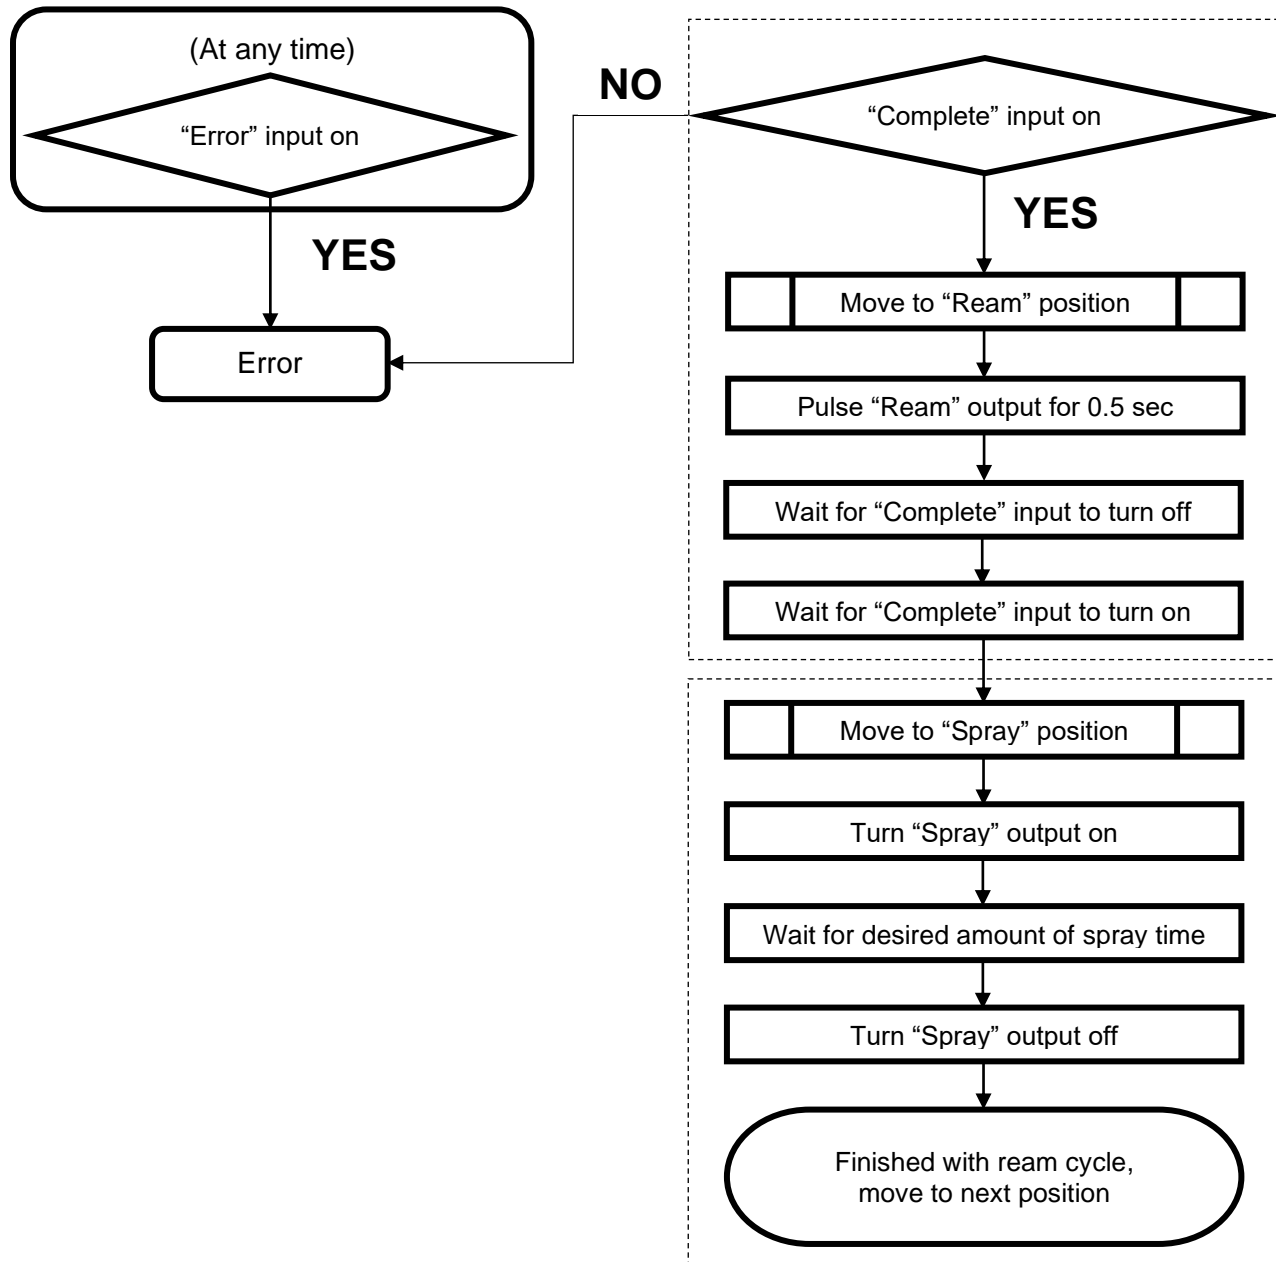 (At any time)
“Error” input on
YES
Error
NO
“Complete” input on
YES
Move to “Ream” position
Pulse “Ream” output for 0.5 sec
Wait for “Complete” input to turn off
Wait for “Complete” input to turn on
Move to “Spray” position
Turn “Spray” output on
Wait for desired amount of spray time
Turn “Spray” output off
Finished with ream cycle,
move to next position